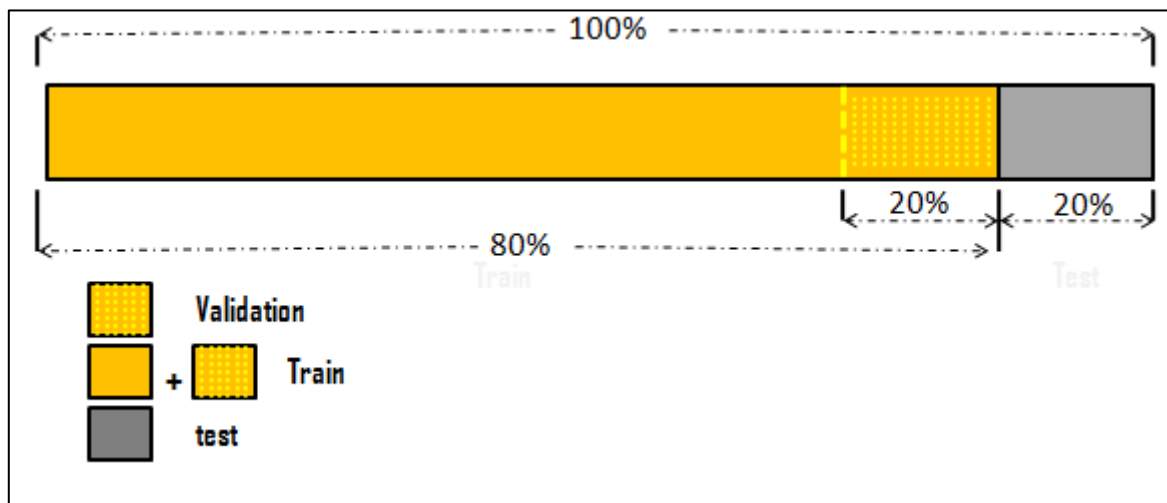 100%
20% 20%
80%
Train Test
Validation
+ Train
test